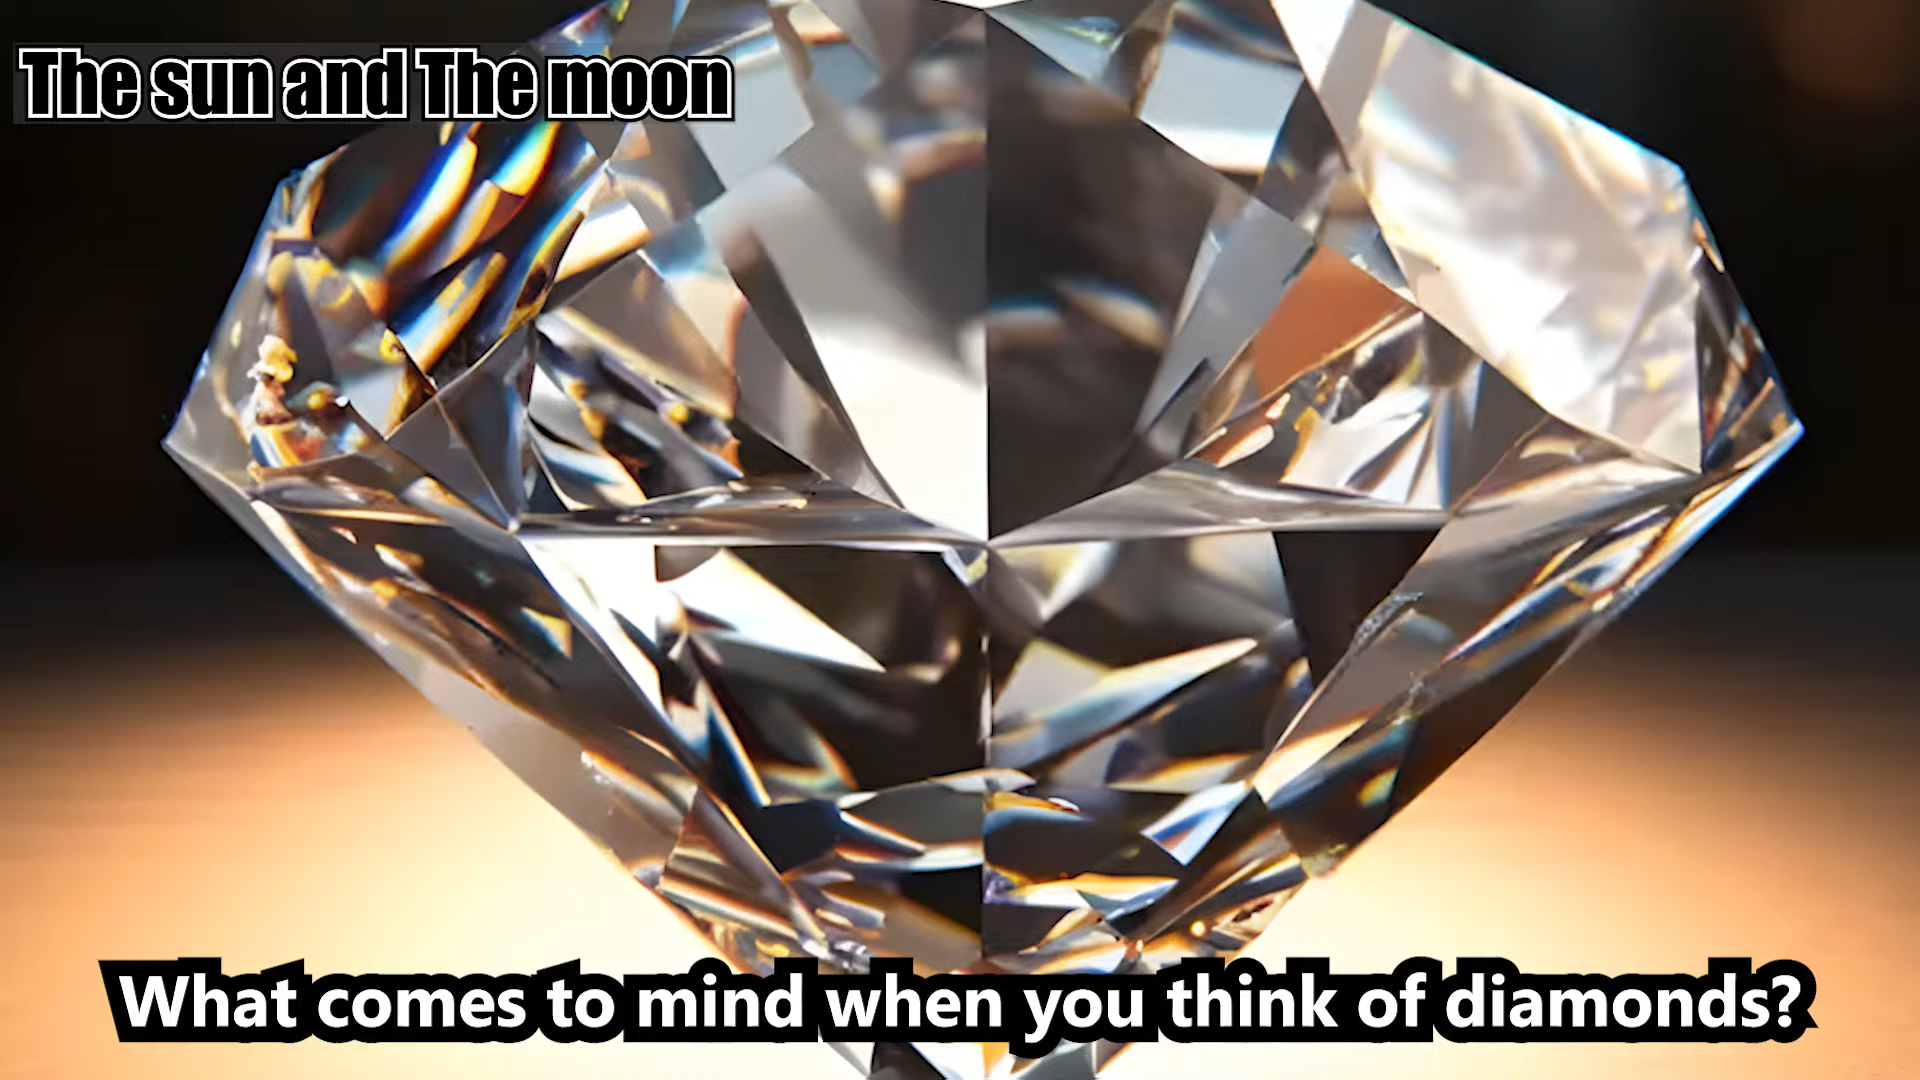 The sun and The moon
What comes to mind when you think of diamonds?